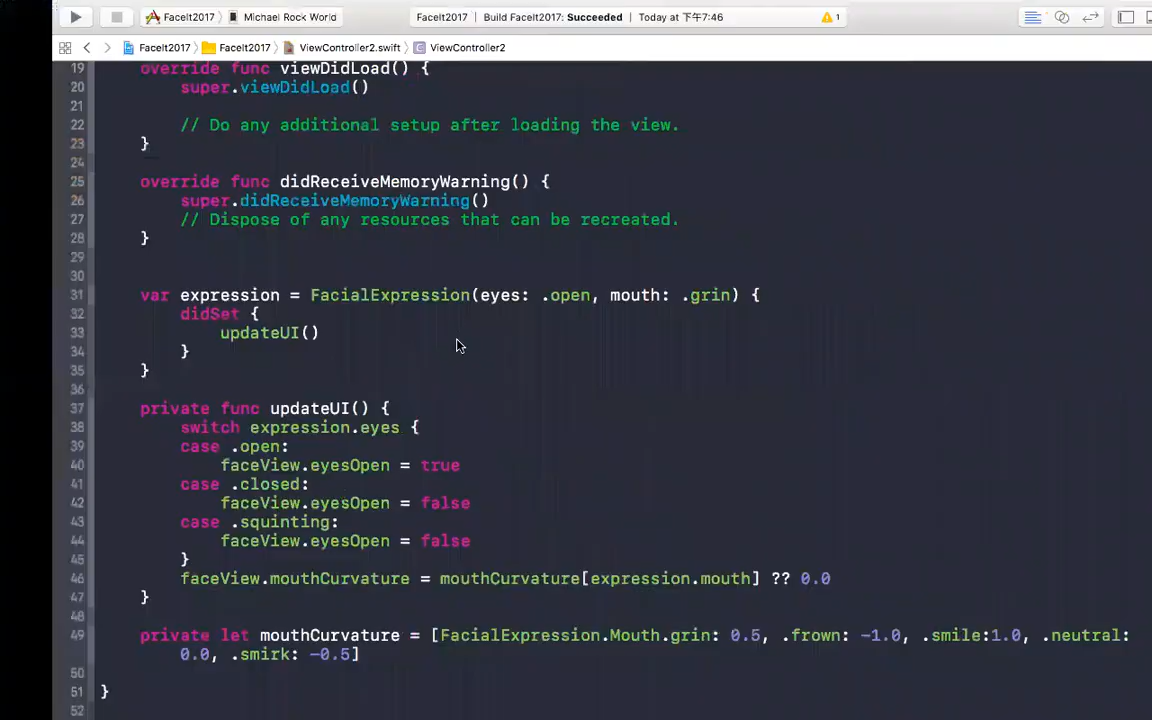 FaceIt2017 Michael Rock World FaceIt2017 | Build FaceIt2017: Succeeded | Today at 下午7:46 1
FaceIt2017 FaceIt2017 ViewController2.swift ViewController2
19 override func viewDidLoad() {
20 super.viewDidLoad()
21
22 // Do any additional setup after loading the view.
23 }
24
25 override func didReceiveMemoryWarning() {
26 super.didReceiveMemoryWarning()
27 // Dispose of any resources that can be recreated.
28 }
29
30
31 var expression = FacialExpression(eyes: .open, mouth: .grin) {
32 didSet {
33 updateUI()
34 }
35 }
36
37 private func updateUI() {
38 switch expression.eyes {
39 case .open:
40 faceView.eyesOpen = true
41 case .closed:
42 faceView.eyesOpen = false
43 case .squinting:
44 faceView.eyesOpen = false
45 }
46 faceView.mouthCurvature = mouthCurvature[expression.mouth] ?? 0.0
47 }
48
49 private let mouthCurvature = [FacialExpression.Mouth.grin: 0.5, .frown: -1.0, .smile:1.0, .neutral:
0.0, .smirk: -0.5]
50
51 }
52